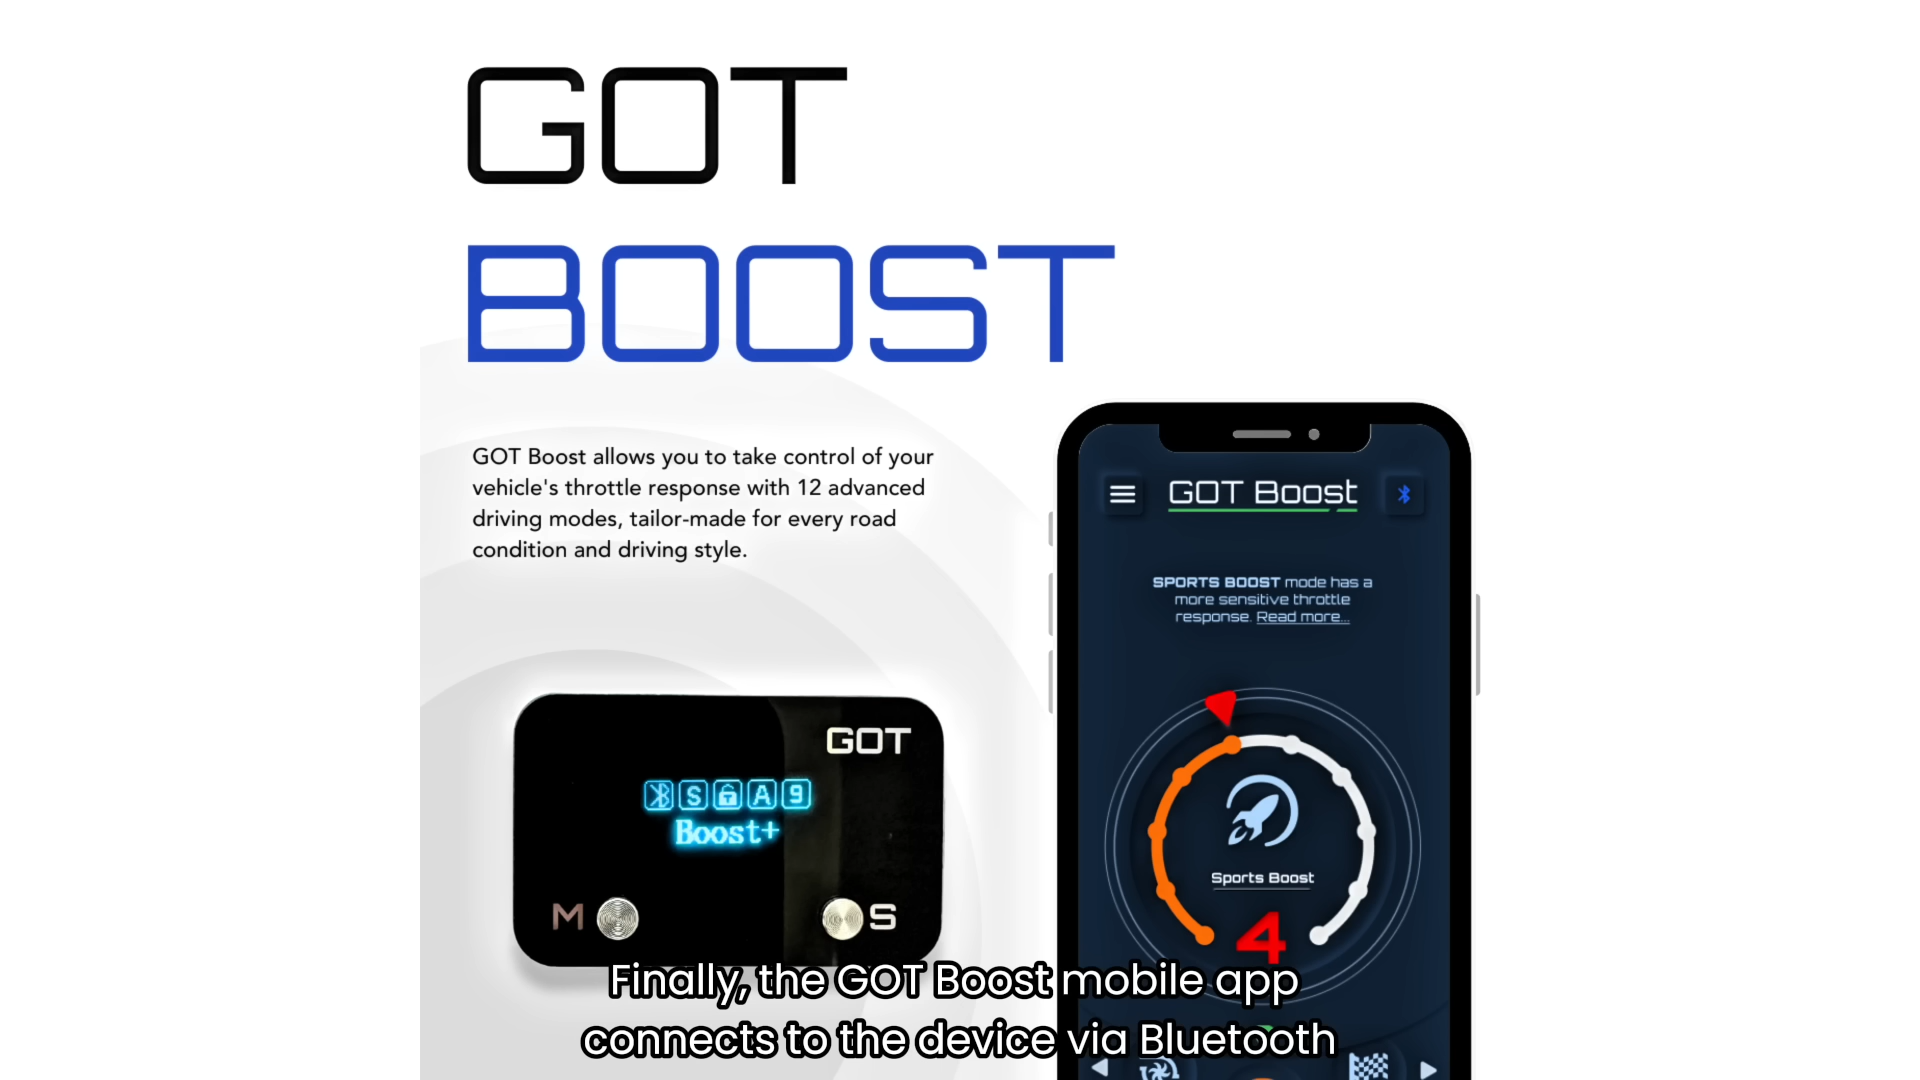 GOT
BOOST
GOT Boost allows you to take control of your
vehicle's throttle response with 12 advanced
driving modes, tailor-made for every road
condition and driving style.
GOT
S A 9
Boost+
M S
GOT Boost
SPORTS BOOST mode has a
more sensitive throttle
response. Read more...
Sports Boost
4
Finally, the GOT Boost mobile app
connects to the device via Bluetooth